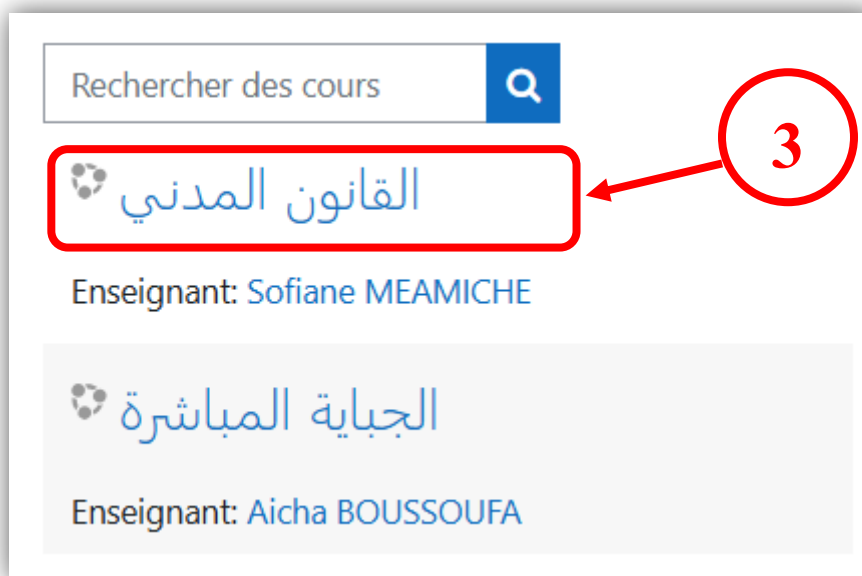 Rechercher des cours
3
القانون المدني
Enseignant: Sofiane MEAMICHE
الجباية المباشرة
Enseignant: Aicha BOUSSOUFA